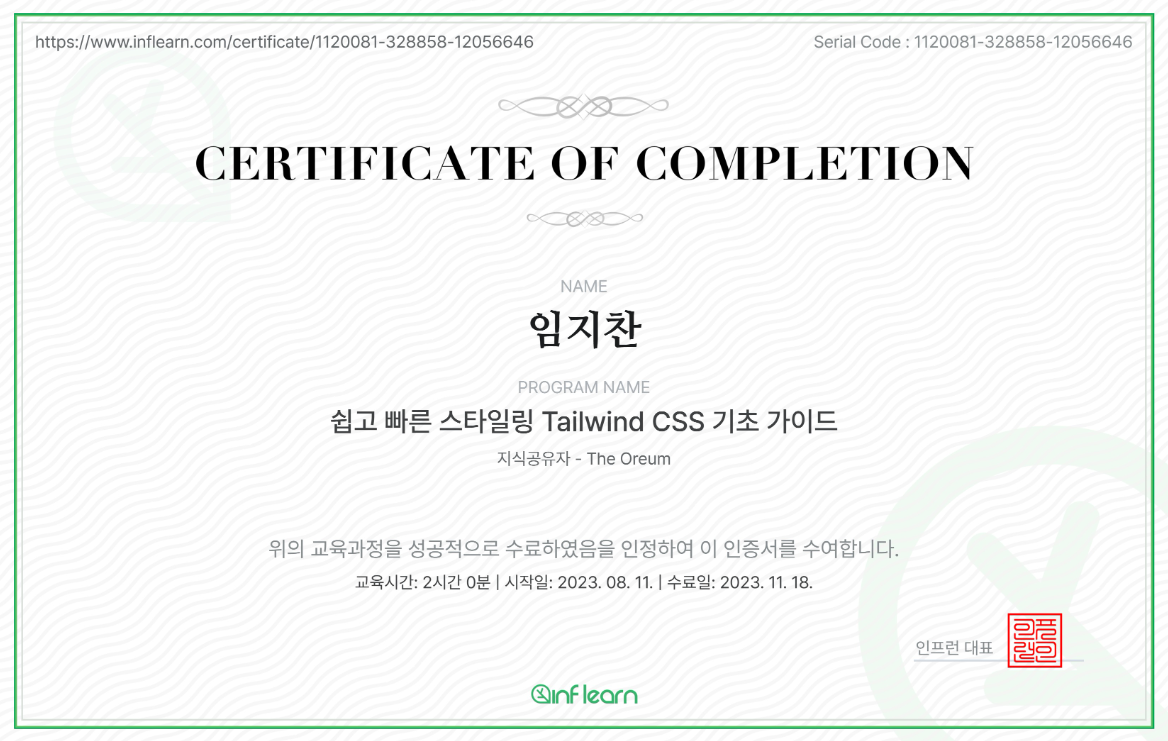 https://www.inflearn.com/certificate/1120081-328858-12056646
Serial Code : 1120081-328858-12056646
CERTIFICATE OF COMPLETION
NAME
임지찬
PROGRAM NAME
쉽고 빠른 스타일링 Tailwind CSS 기초 가이드
지식공유자 - The Oreum
위의 교육과정을 성공적으로 수료하였음을 인정하여 이 인증서를 수여합니다.
교육시간: 2시간 0분 | 시작일: 2023. 08. 11. | 수료일: 2023. 11. 18.
인프런 대표
인프런인
inflearn